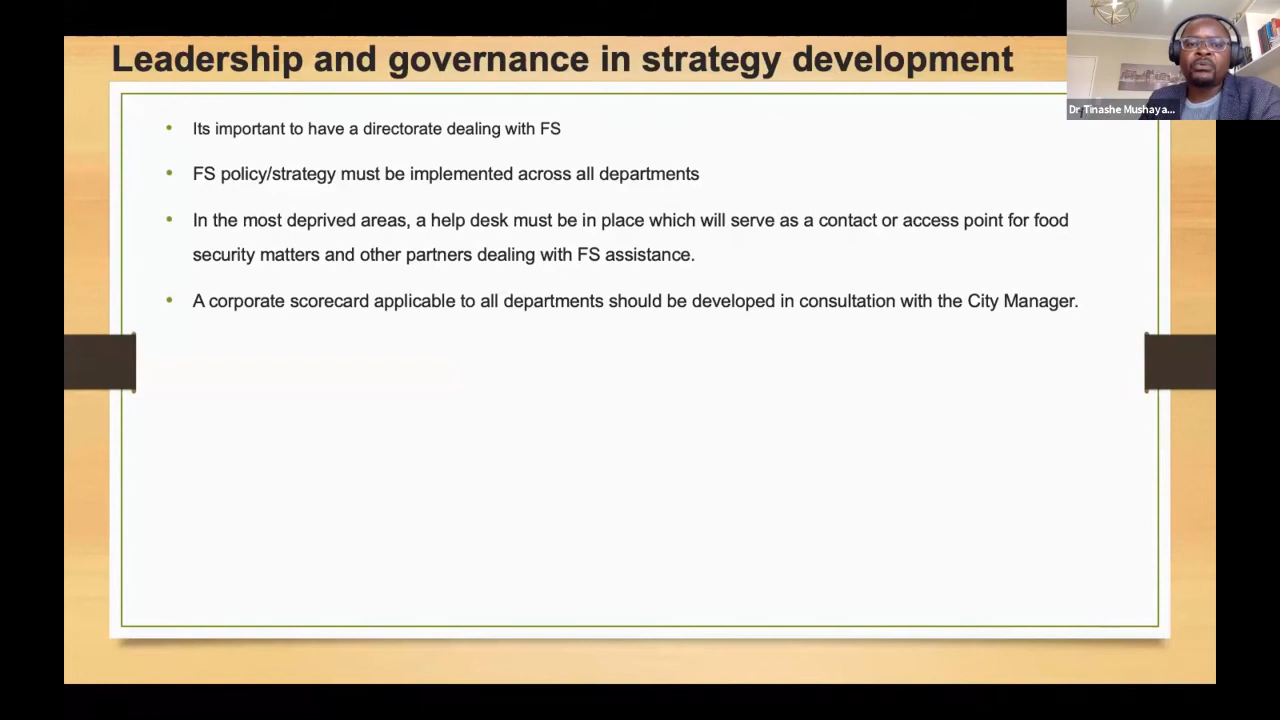 Leadership and governance in strategy development
Dr Tinashe Mushaya...
• Its important to have a directorate dealing with FS
• FS policy/strategy must be implemented across all departments
• In the most deprived areas, a help desk must be in place which will serve as a contact or access point for food
security matters and other partners dealing with FS assistance.
• A corporate scorecard applicable to all departments should be developed in consultation with the City Manager.